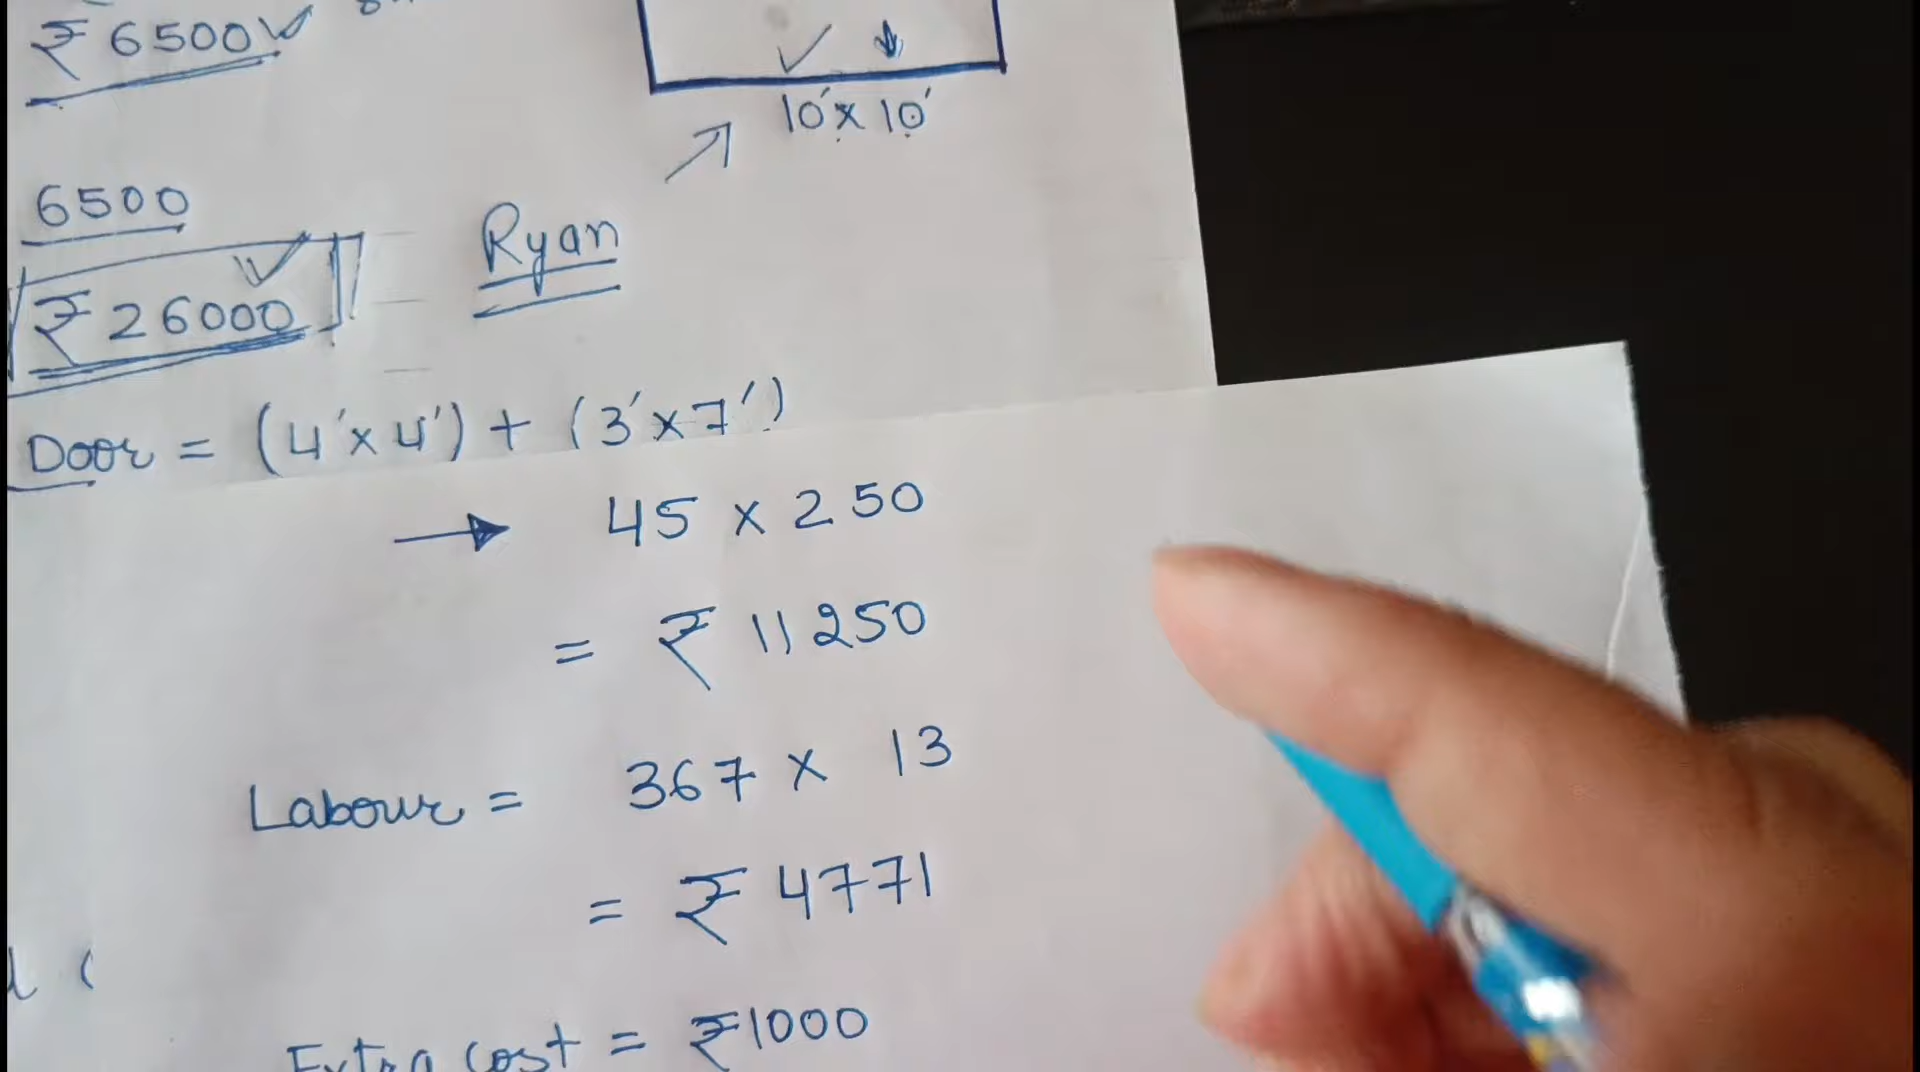 ₹6500
10'x 10'
6500
Ryan
₹26000
Door = (4'x4') + (3'x7')
45 x 250
= ₹11250
Labour = 367 x 13
= ₹4771
Extra cost = ₹1000